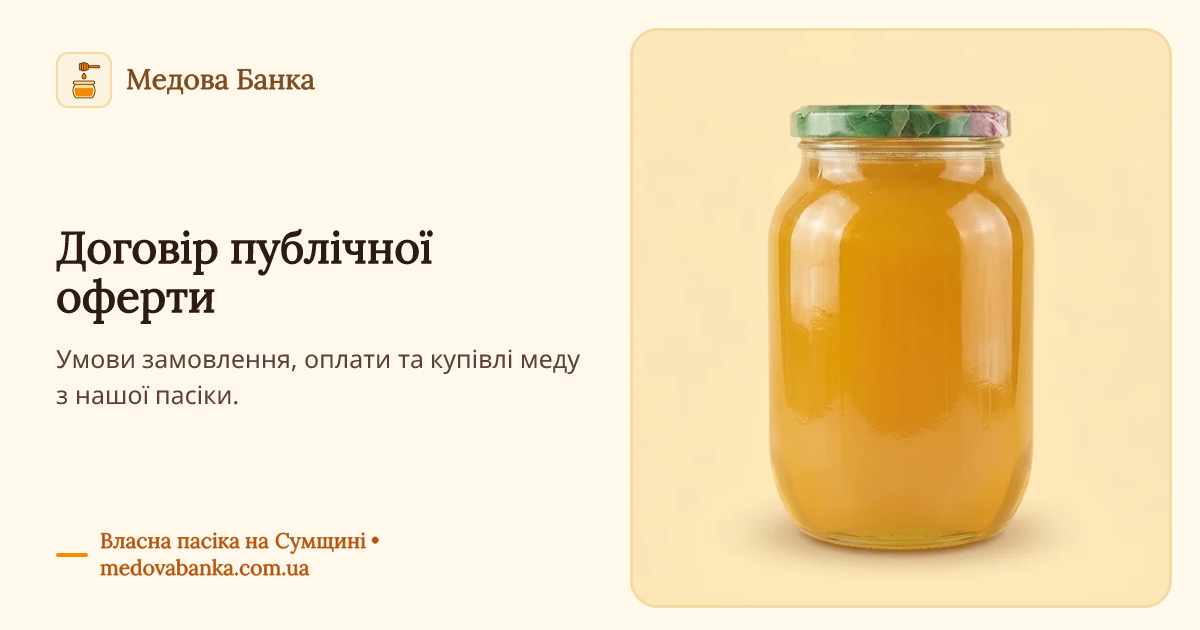 Медова Банка
Договір публічної
оферти
Умови замовлення, оплати та купівлі меду
з нашої пасіки.
Власна пасіка на Сумщині •
medovabanka.com.ua